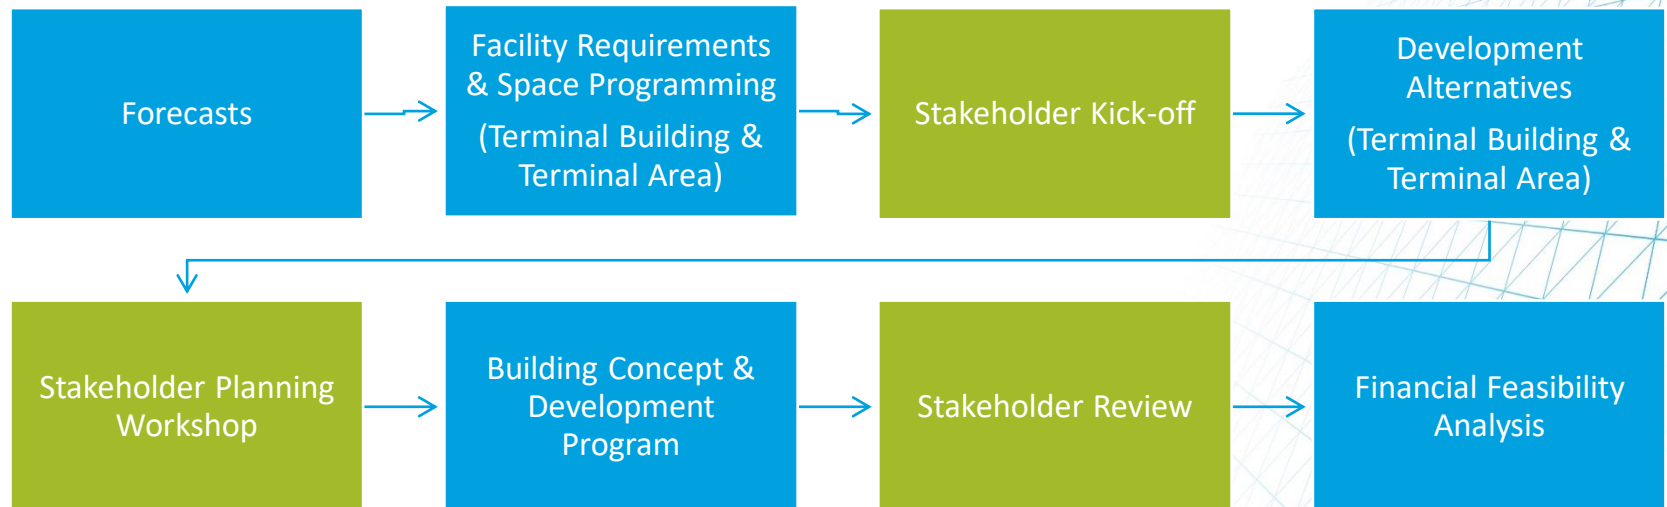 Forecasts
Facility Requirements
& Space Programming
(Terminal Building &
Terminal Area)
Stakeholder Kick-off
Development
Alternatives
(Terminal Building &
Terminal Area)
Stakeholder Planning
Workshop
Building Concept &
Development
Program
Stakeholder Review
Financial Feasibility
Analysis